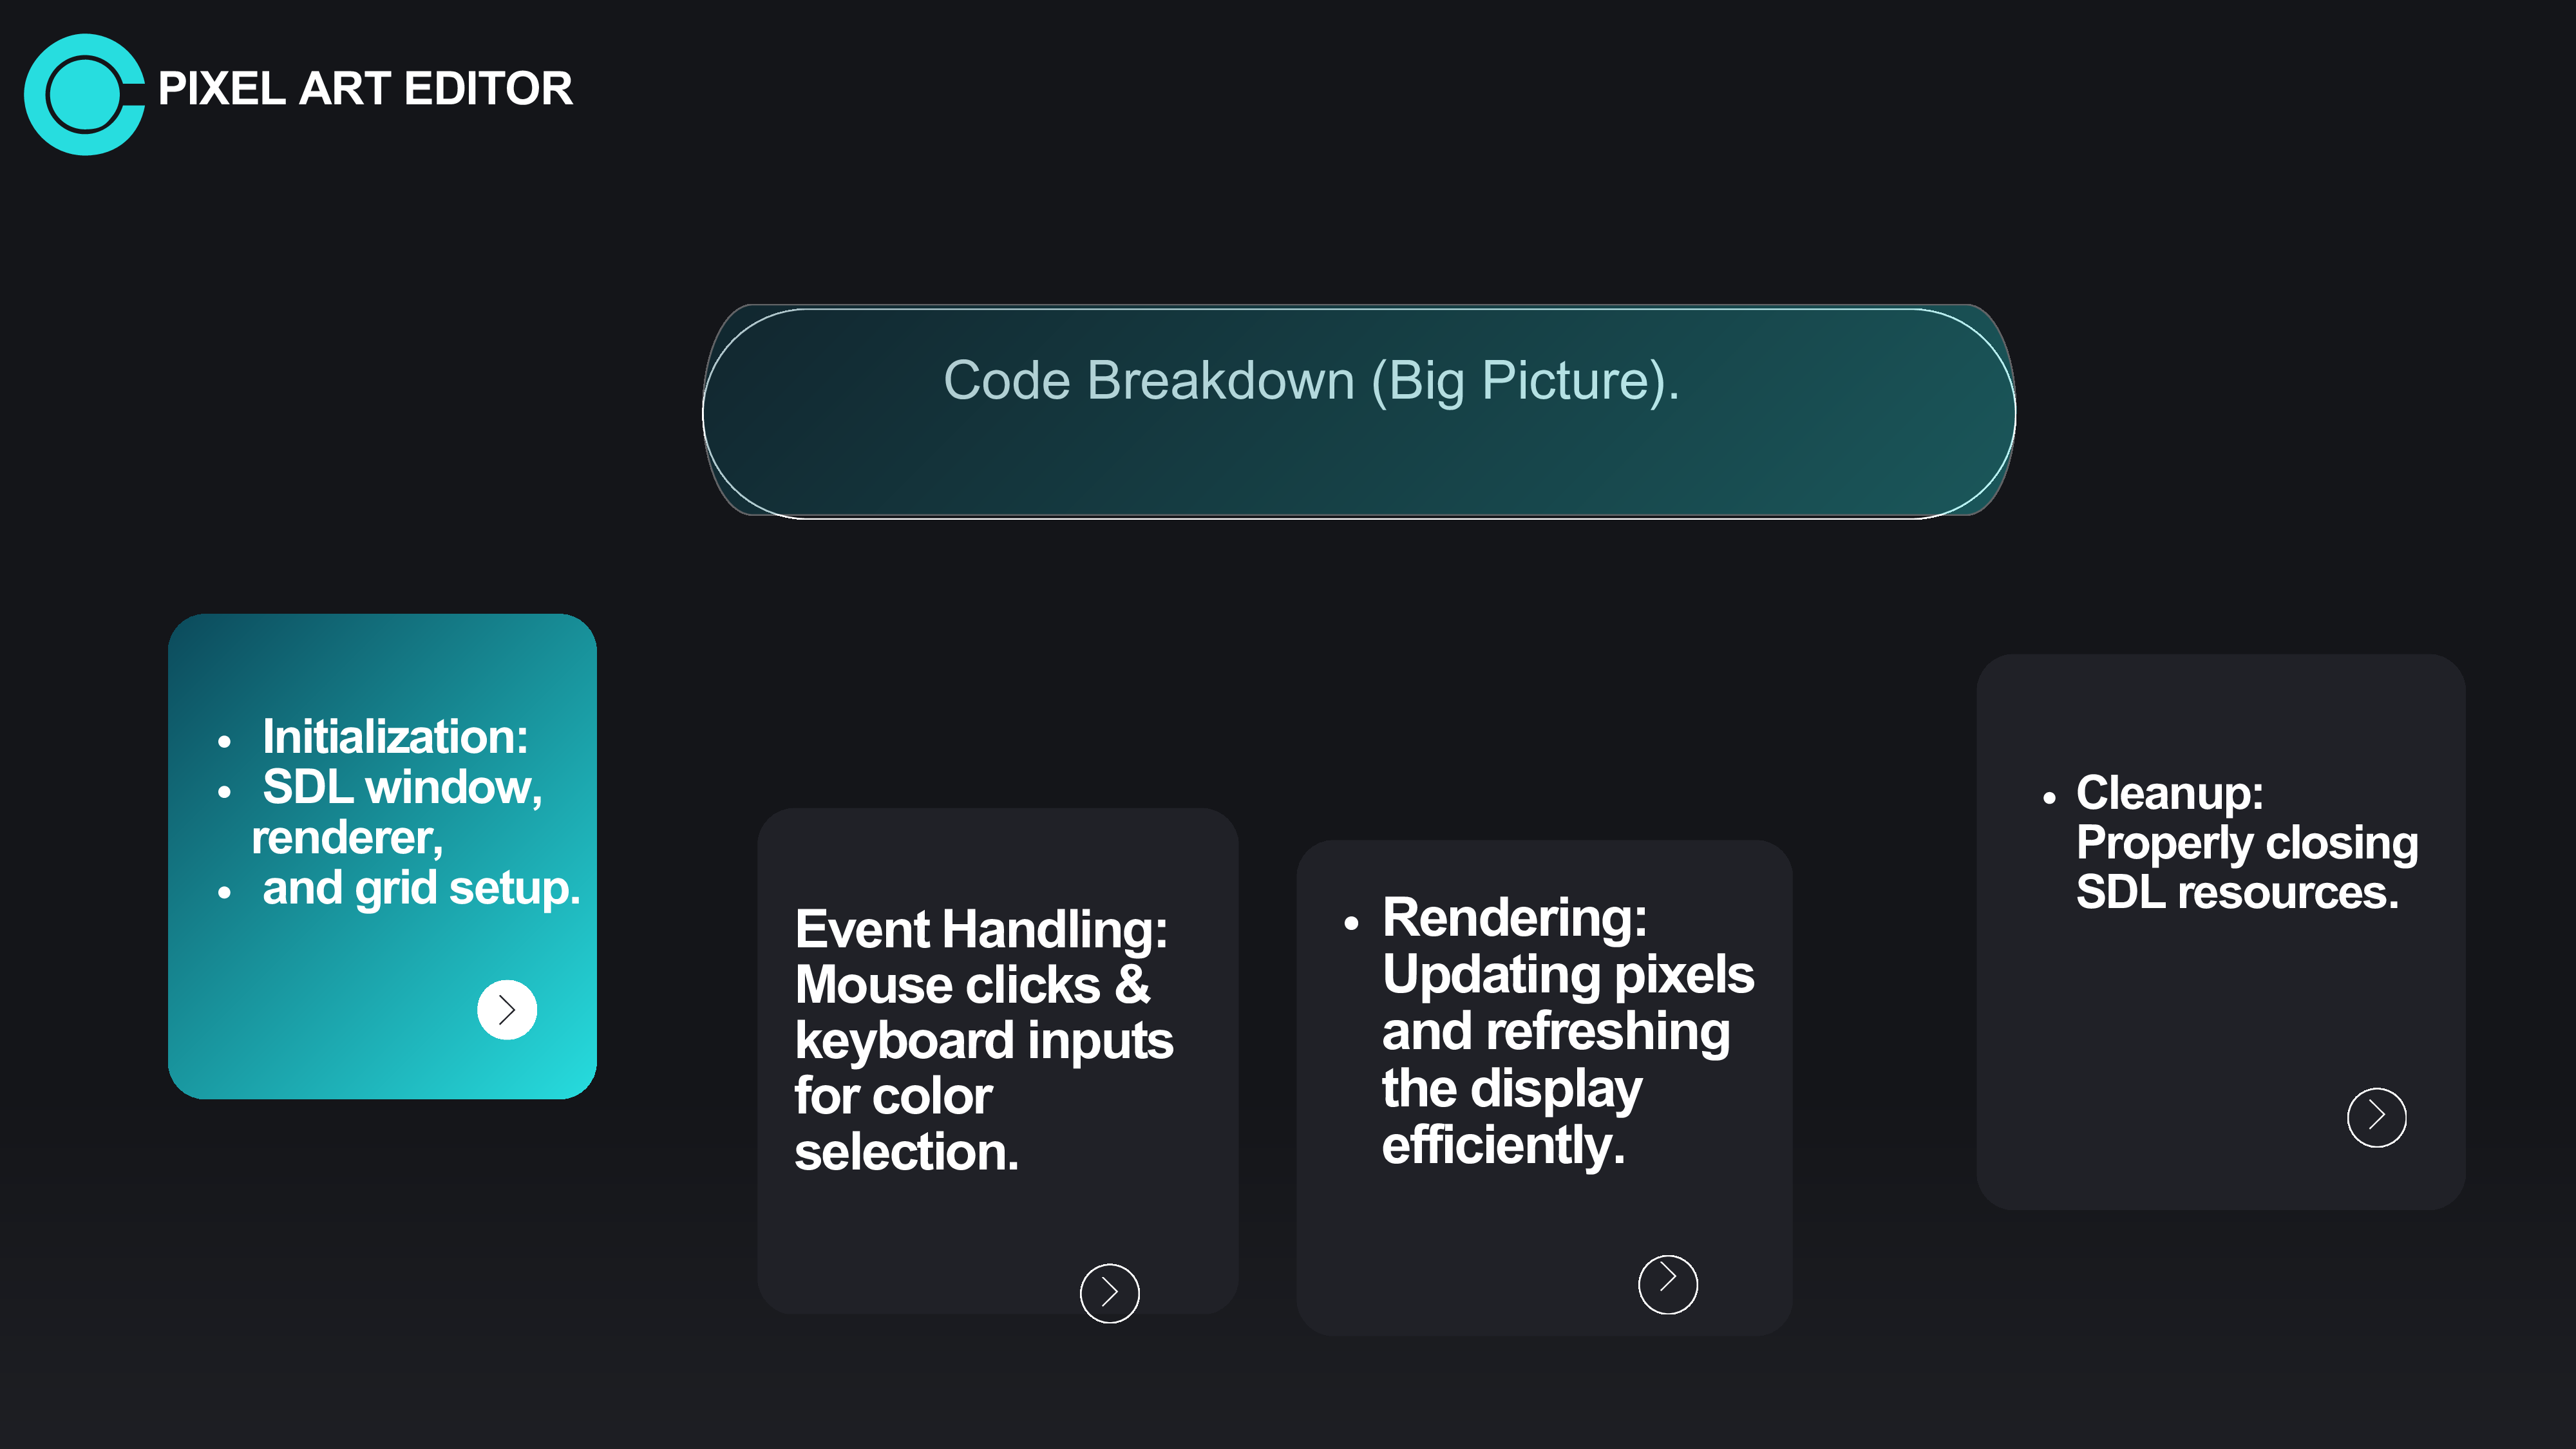 PIXEL ART EDITOR
Code Breakdown (Big Picture).
• Initialization:
• SDL window,
renderer,
• and grid setup.
Event Handling:
Mouse clicks &
keyboard inputs
for color
selection.
• Rendering:
Updating pixels
and refreshing
the display
efficiently.
• Cleanup:
Properly closing
SDL resources.